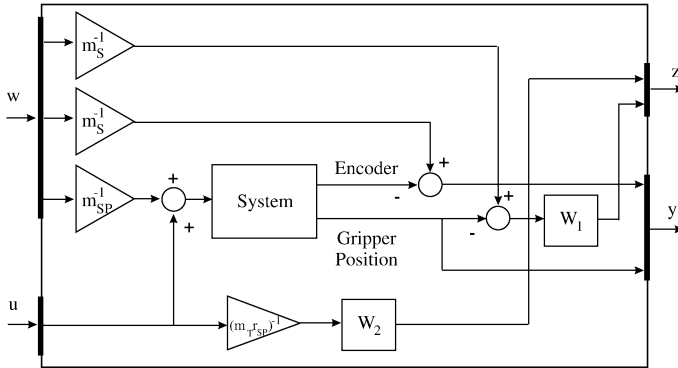 m_S^-1
w
m_S^-1
m_SP^-1
+
+
System
Encoder
Gripper
Position
+
-
+
-
W_1
z
y
u
(m_T r_SP)^-1
W_2